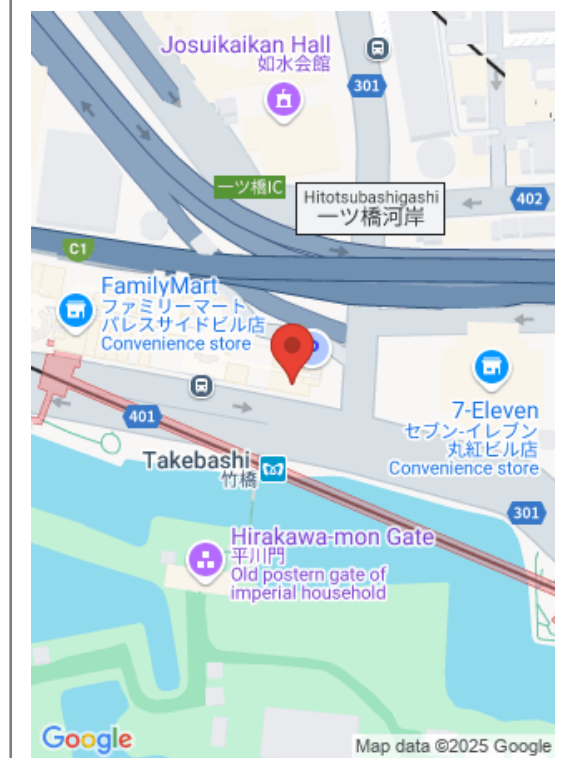 Josuikaikan Hall
如水会館
301
一ツ橋IC
Hitotsubashigashi
一ツ橋河岸
402
C1
FamilyMart
ファミリーマート
パレスサイドビル店
Convenience store
7-Eleven
セブン-イレブン
丸紅ビル店
Convenience store
401
Takebashi
竹橋
301
Hirakawa-mon Gate
平川門
Old postern gate of
imperial household
Google
Map data ©2025 Google